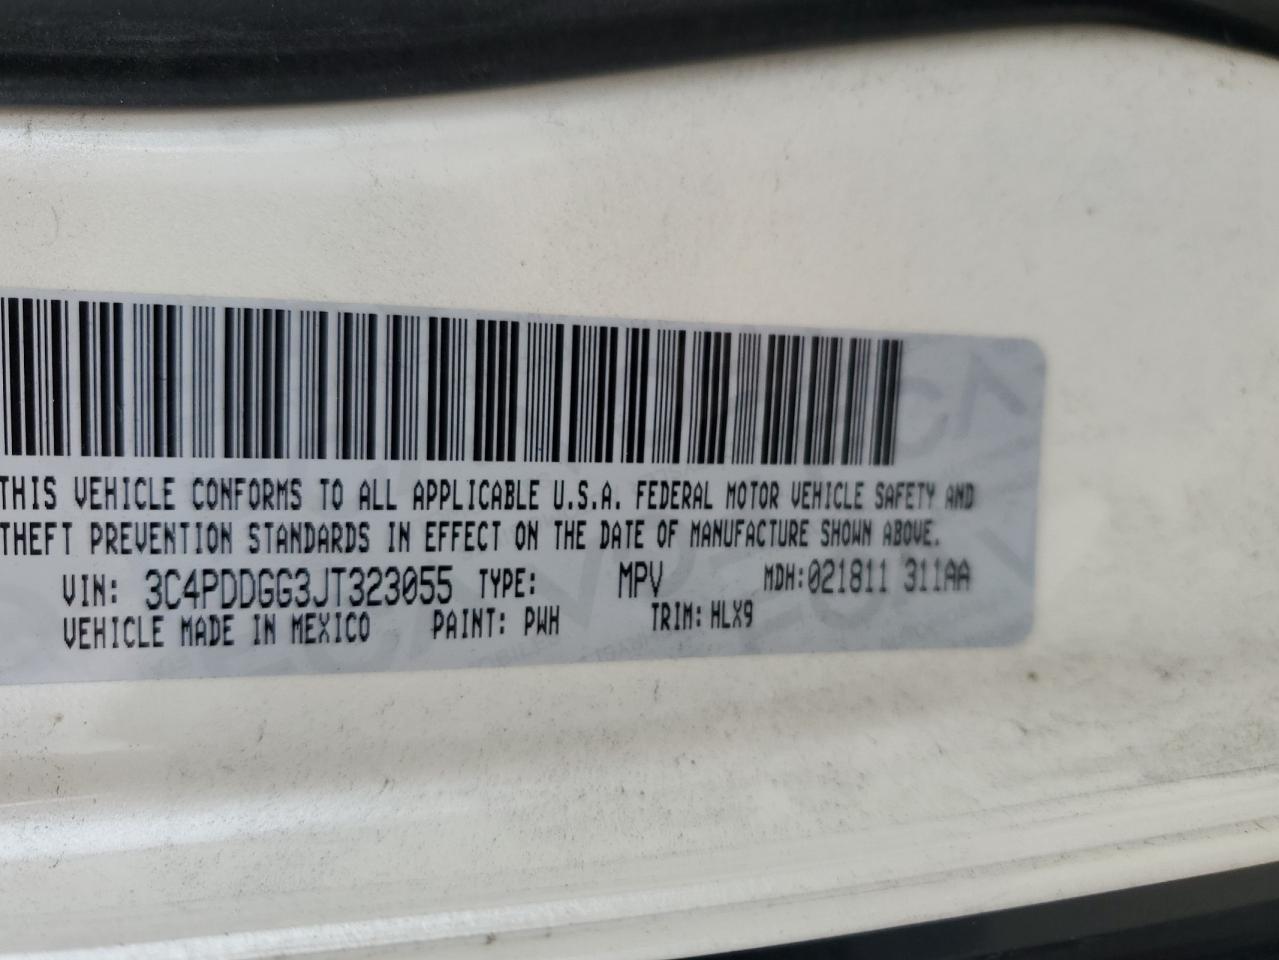 THIS VEHICLE CONFORMS TO ALL APPLICABLE U.S.A. FEDERAL MOTOR VEHICLE SAFETY AND
THEFT PREVENTION STANDARDS IN EFFECT ON THE DATE OF MANUFACTURE SHOWN ABOVE.
VIN: 3C4PDDGG3JT323055 TYPE: MPV MDH:021811 311AA
VEHICLE MADE IN MEXICO PAINT: PWH TRIM: HLX9